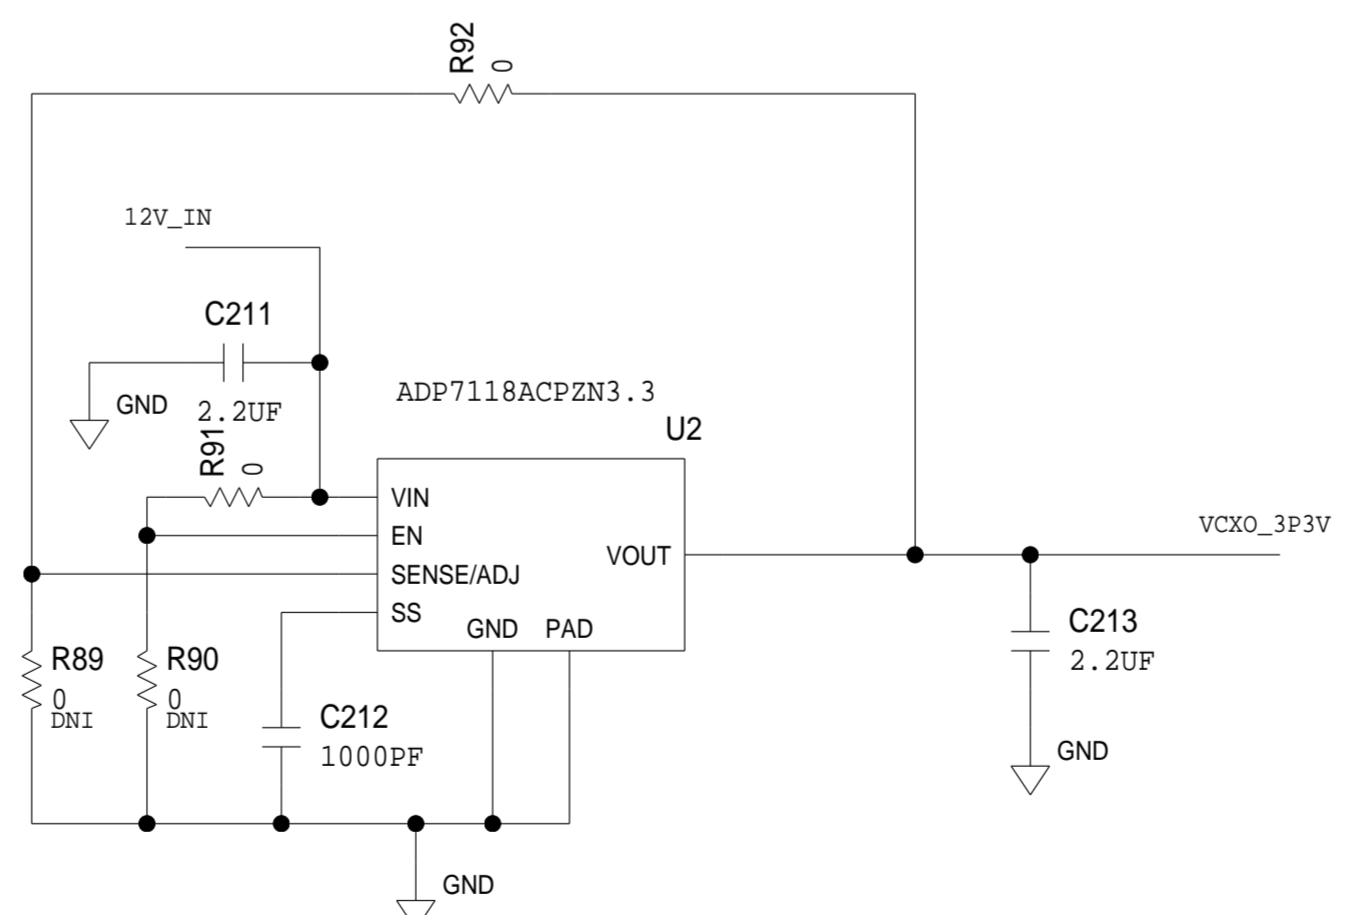 R92
0
12V_IN
C211
GND
2.2UF
ADP7118ACPZN3.3
U2
R91
0
VIN
EN
SENSE/ADJ
SS
VOUT
GND
PAD
VCXO_3P3V
R89
0
DNI
R90
0
DNI
C212
1000PF
C213
2.2UF
GND
GND